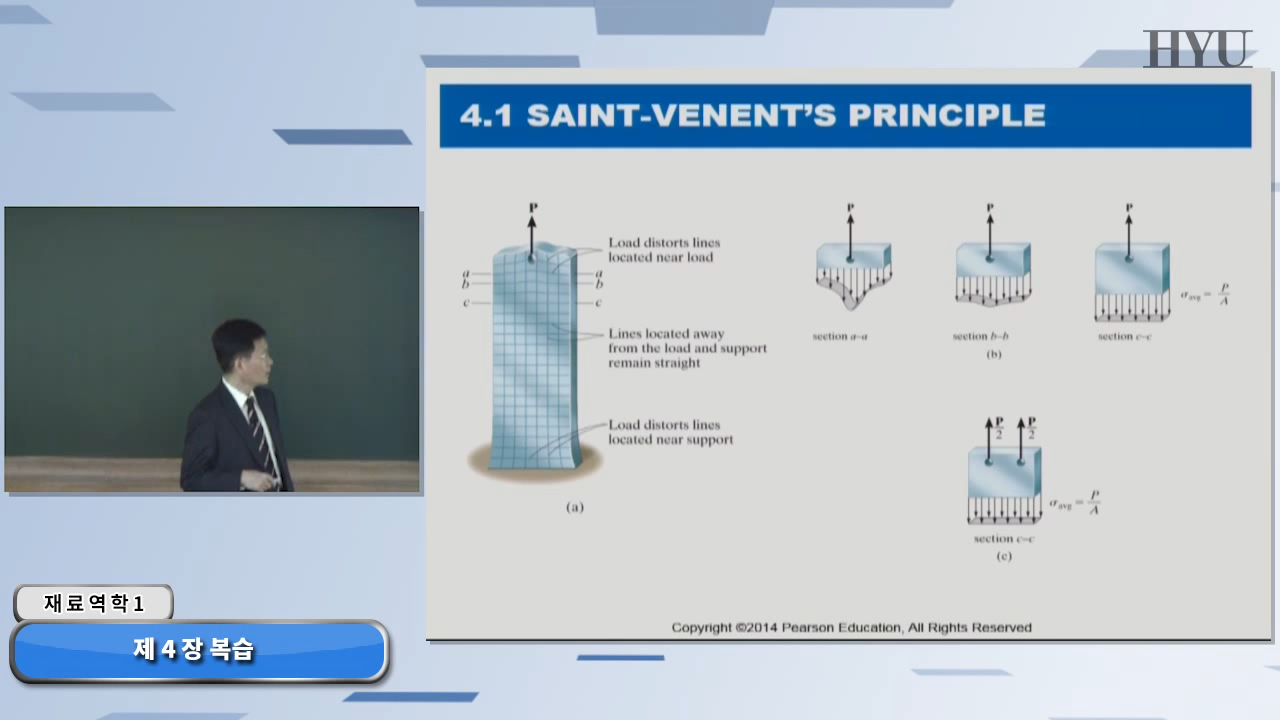 HYU
4.1 SAINT-VENENT'S PRINCIPLE
P
Load distorts lines
located near load
a
a
b
b
c
c
Lines located away
from the load and support
remain straight
Load distorts lines
located near support
(a)
P
P
P
σavg = P/A
section a–a
section b–b
section c–c
(b)
P/2
P/2
σavg = P/A
section c–c
(c)
Copyright ©2014 Pearson Education, All Rights Reserved
재료역학1
제 4 장 복습